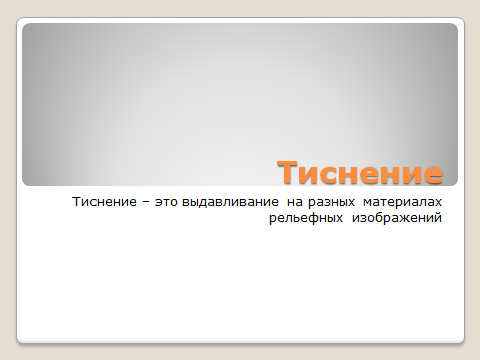 Тиснение
Тиснение – это выдавливание на разных материалах
рельефных изображений